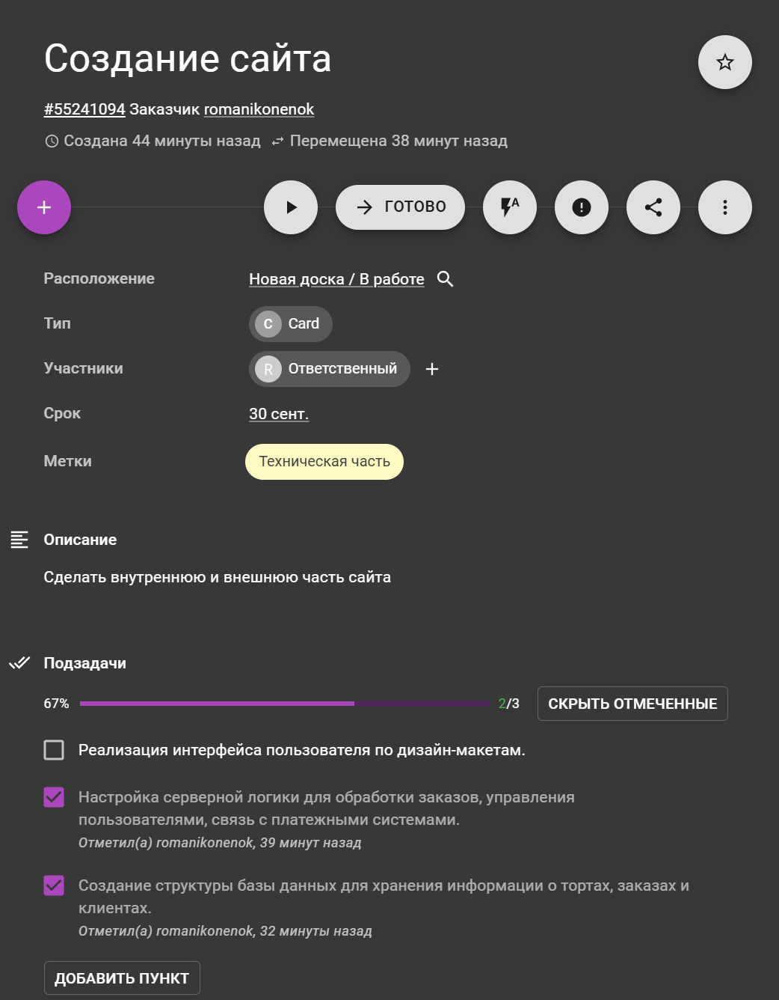 Создание сайта
#55241094 Заказчик romanikonenok
Создана 44 минуты назад Перемещена 38 минут назад
ГОТОВО
A
Расположение Новая доска / В работе
Тип C Card
Участники R Ответственный
Срок 30 сент.
Метки Техническая часть
Описание
Сделать внутреннюю и внешнюю часть сайта
Подзадачи
67% 2/3 СКРЫТЬ ОТМЕЧЕННЫЕ
Реализация интерфейса пользователя по дизайн-макетам.
Настройка серверной логики для обработки заказов, управления
пользователями, связь с платежными системами.
Отметил(а) romanikonenok, 39 минут назад
Создание структуры базы данных для хранения информации о тортах, заказах и
клиентах.
Отметил(а) romanikonenok, 32 минуты назад
ДОБАВИТЬ ПУНКТ